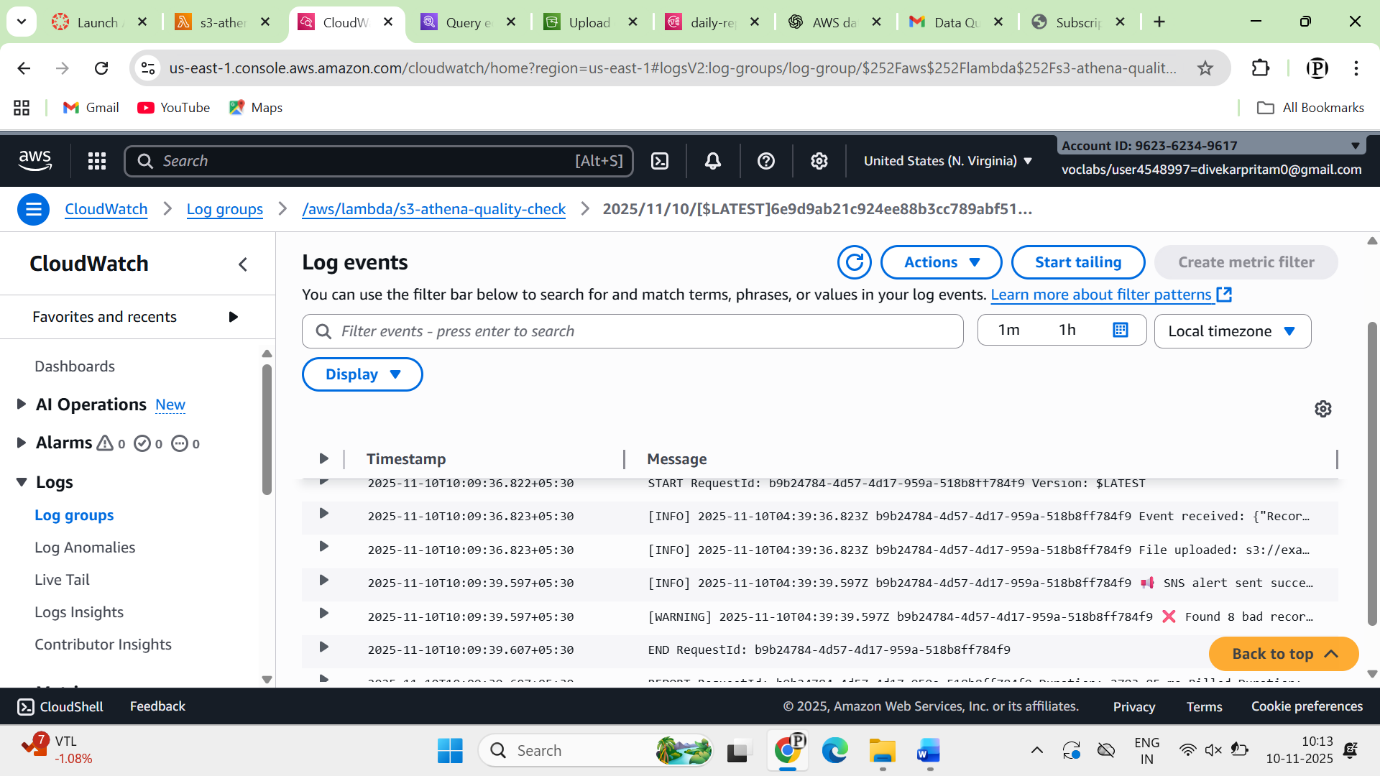 Launch A
s3-athen
CloudW
Query e
Upload
daily-rep
AWS da
Data Qu
Subscrip
us-east-1.console.aws.amazon.com/cloudwatch/home?region=us-east-1#logsV2:log-groups/log-group/$252Faws$252Flambda$252Fs3-athena-qualit...
P
Gmail
YouTube
Maps
All Bookmarks
aws
Search
[Alt+S]
United States (N. Virginia)
Account ID: 9623-6234-9617
voclabs/user4548997=divekarpritam0@gmail.com
CloudWatch
Log groups
/aws/lambda/s3-athena-quality-check
2025/11/10/[$LATEST]6e9d9ab21c924ee88b3cc789abf51...
CloudWatch
Favorites and recents
Dashboards
AI Operations New
Alarms 0 0 0
Logs
Log groups
Log Anomalies
Live Tail
Logs Insights
Contributor Insights
Log events
Actions
Start tailing
Create metric filter
You can use the filter bar below to search for and match terms, phrases, or values in your log events. Learn more about filter patterns
Filter events - press enter to search
1m 1h
Local timezone
Display
Timestamp Message
2025-11-10T10:09:36.822+05:30 START RequestId: b9b24784-4d57-4d17-959a-518b8ff784f9 Version: $LATEST
2025-11-10T10:09:36.823+05:30 [INFO] 2025-11-10T04:39:36.823Z b9b24784-4d57-4d17-959a-518b8ff784f9 Event received: {"Recor...
2025-11-10T10:09:36.823+05:30 [INFO] 2025-11-10T04:39:36.823Z b9b24784-4d57-4d17-959a-518b8ff784f9 File uploaded: s3://exa...
2025-11-10T10:09:39.597+05:30 [INFO] 2025-11-10T04:39:39.597Z b9b24784-4d57-4d17-959a-518b8ff784f9 📢 SNS alert sent succe...
2025-11-10T10:09:39.597+05:30 [WARNING] 2025-11-10T04:39:39.597Z b9b24784-4d57-4d17-959a-518b8ff784f9 ❌ Found 8 bad recor...
2025-11-10T10:09:39.607+05:30 END RequestId: b9b24784-4d57-4d17-959a-518b8ff784f9
Back to top
CloudShell
Feedback
© 2025, Amazon Web Services, Inc. or its affiliates.
Privacy
Terms
Cookie preferences
7
VTL
-1.08%
Search
P
ENG
IN
10:13
10-11-2025